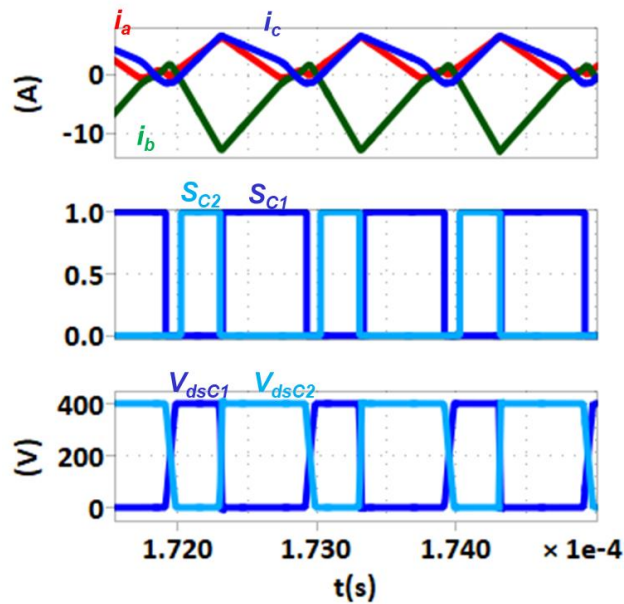 i_a i_c
0
(A)
-10
i_b
S_C2 S_C1
1.0
0.5
0.0
V_dsC1 V_dsC2
400
(V)
200
0
1.720 1.730 1.740 × 1e-4
t(s)